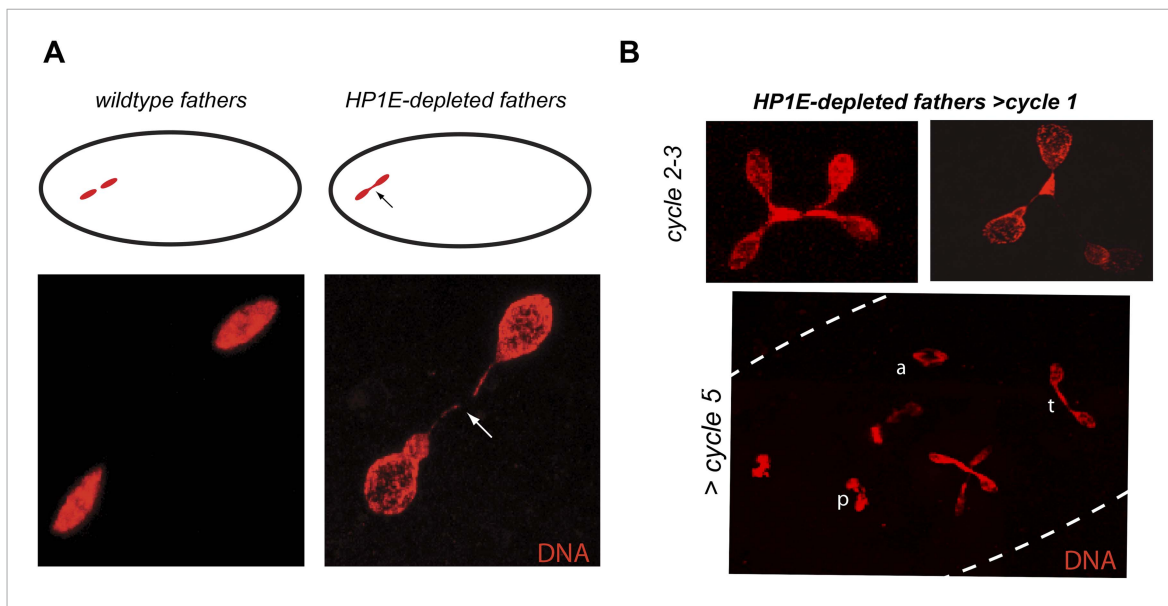 A
wildtype fathers
HP1E-depleted fathers
DNA
B
HP1E-depleted fathers >cycle 1
cycle 2-3
> cycle 5
a
t
p
DNA